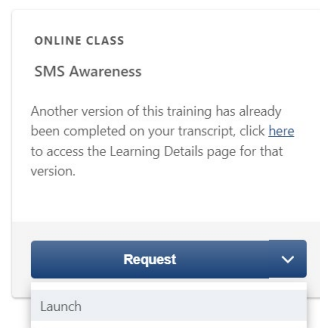 ONLINE CLASS
SMS Awareness
Another version of this training has already
been completed on your transcript, click here
to access the Learning Details page for that
version.
Request
Launch